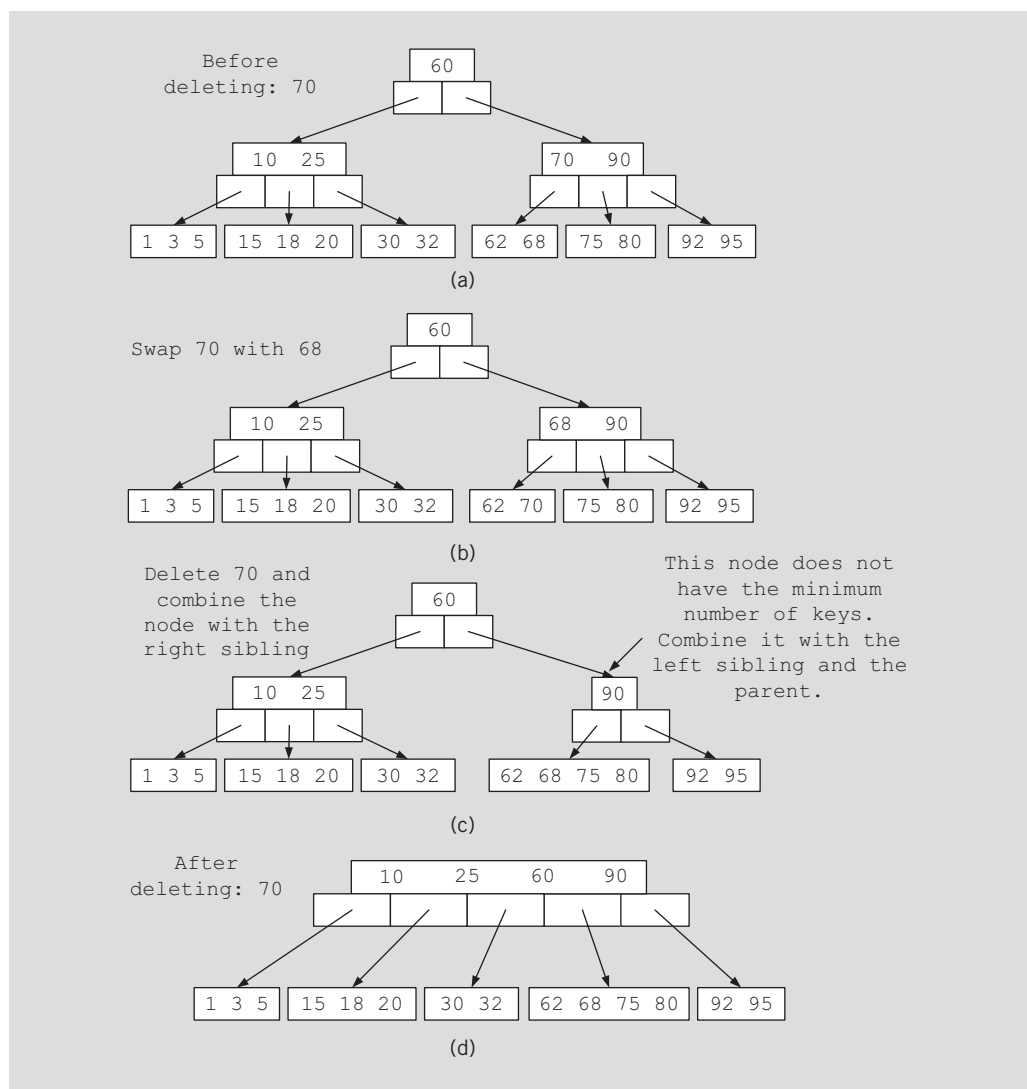 Before
deleting: 70
60
10 25
70 90
1 3 5
15 18 20
30 32
62 68
75 80
92 95
(a)
Swap 70 with 68
60
10 25
68 90
1 3 5
15 18 20
30 32
62 70
75 80
92 95
(b)
Delete 70 and
combine the
node with the
right sibling
60
This node does not
have the minimum
number of keys.
Combine it with the
left sibling and the
parent.
10 25
90
1 3 5
15 18 20
30 32
62 68 75 80
92 95
(c)
After
deleting: 70
10 25 60 90
1 3 5
15 18 20
30 32
62 68 75 80
92 95
(d)